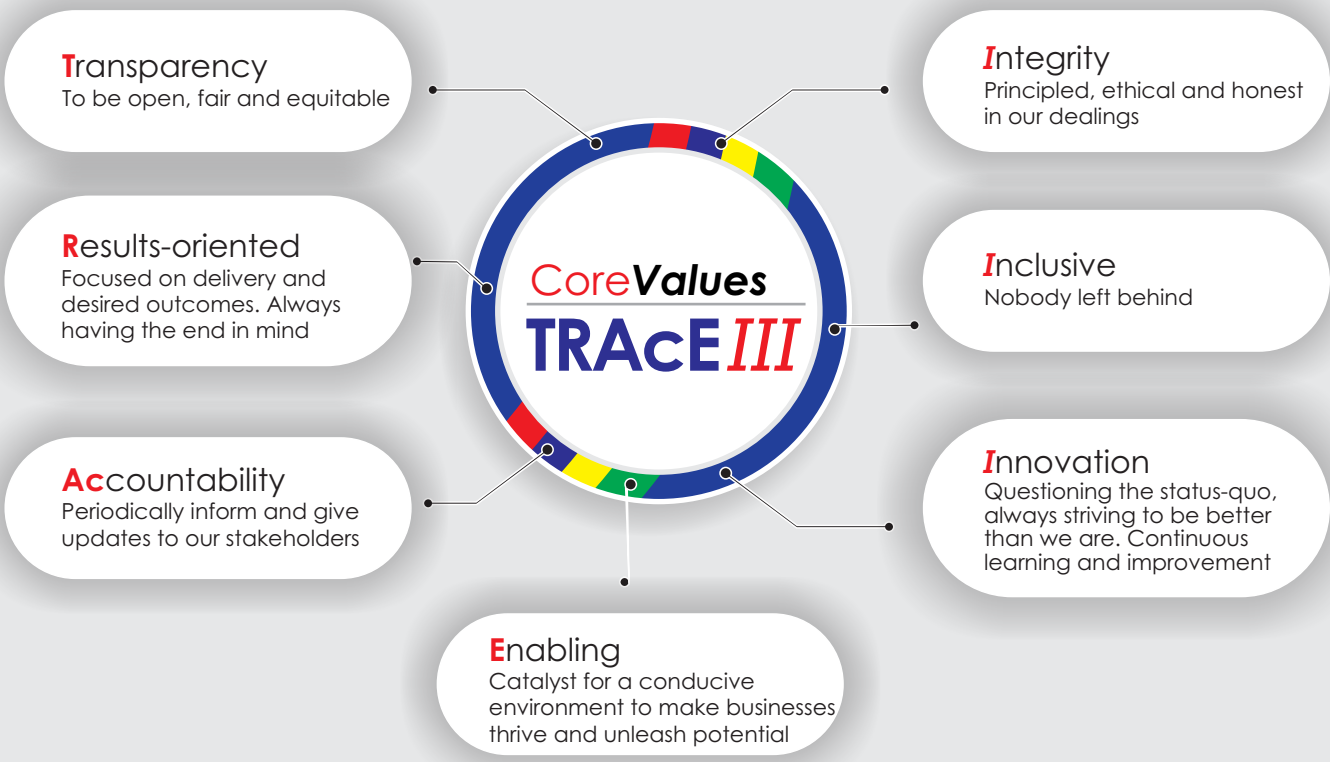 Transparency
To be open, fair and equitable
Results-oriented
Focused on delivery and
desired outcomes. Always
having the end in mind
Accountability
Periodically inform and give
updates to our stakeholders
CoreValues
TRAcE III
Enabling
Catalyst for a conducive
environment to make businesses
thrive and unleash potential
Integrity
Principled, ethical and honest
in our dealings
Inclusive
Nobody left behind
Innovation
Questioning the status-quo,
always striving to be better
than we are. Continuous
learning and improvement